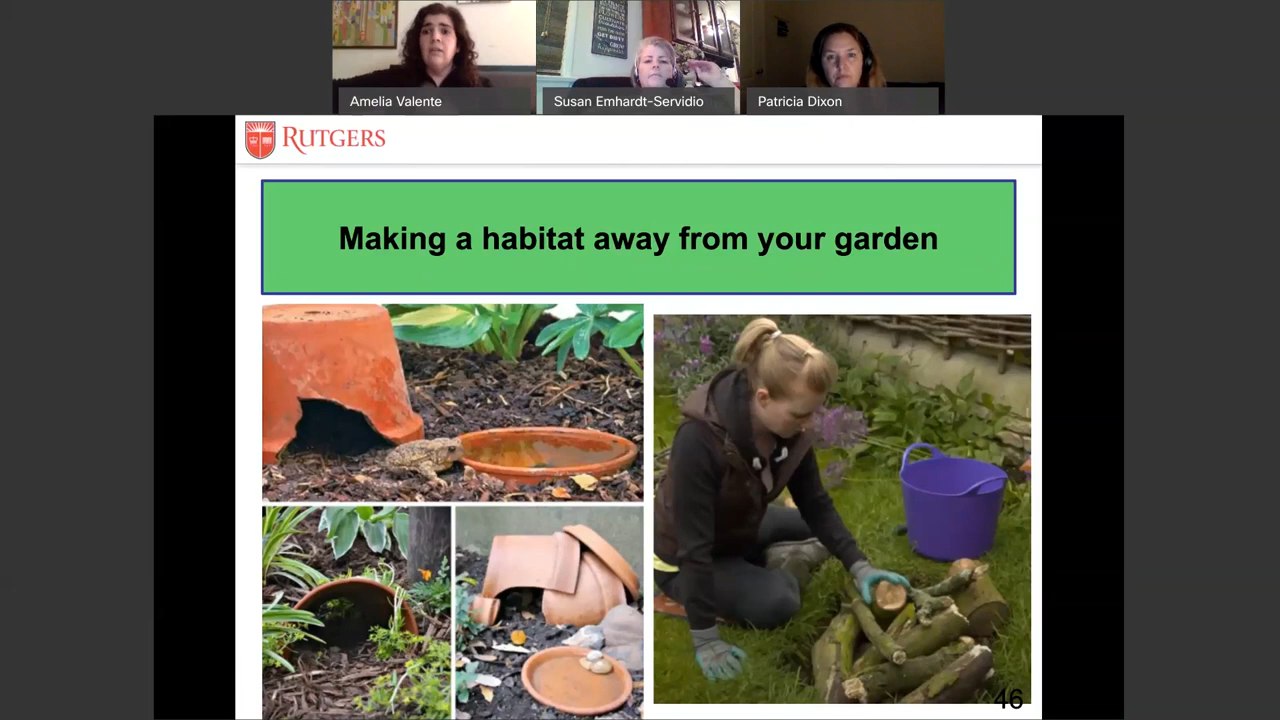 Amelia Valente
Susan Emhardt-Servidio
Patricia Dixon
RUTGERS
Making a habitat away from your garden
46